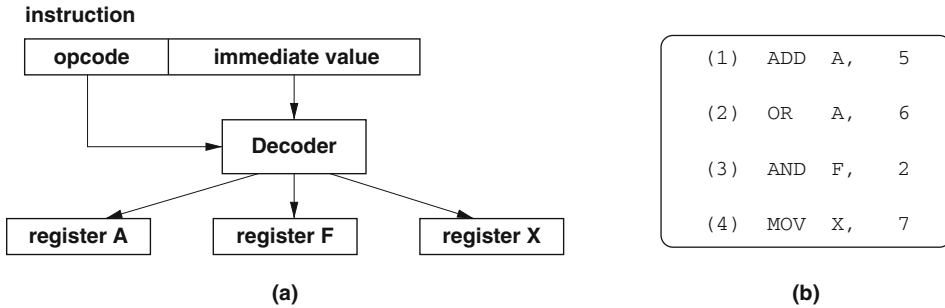 instruction
opcode immediate value
Decoder
register A register F register X
(a)
(1) ADD A, 5
(2) OR A, 6
(3) AND F, 2
(4) MOV X, 7
(b)